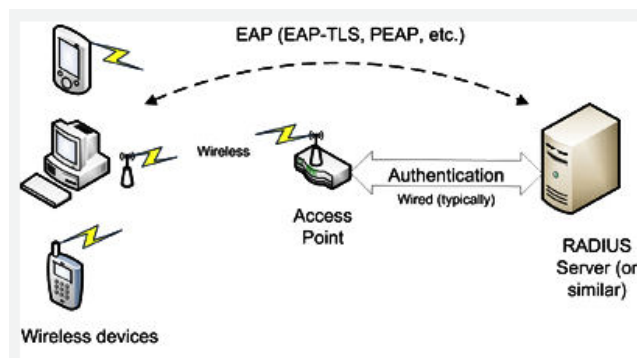 EAP (EAP-TLS, PEAP, etc.)
Wireless
Authentication
Wired (typically)
Access
Point
RADIUS
Server (or
similar)
Wireless devices